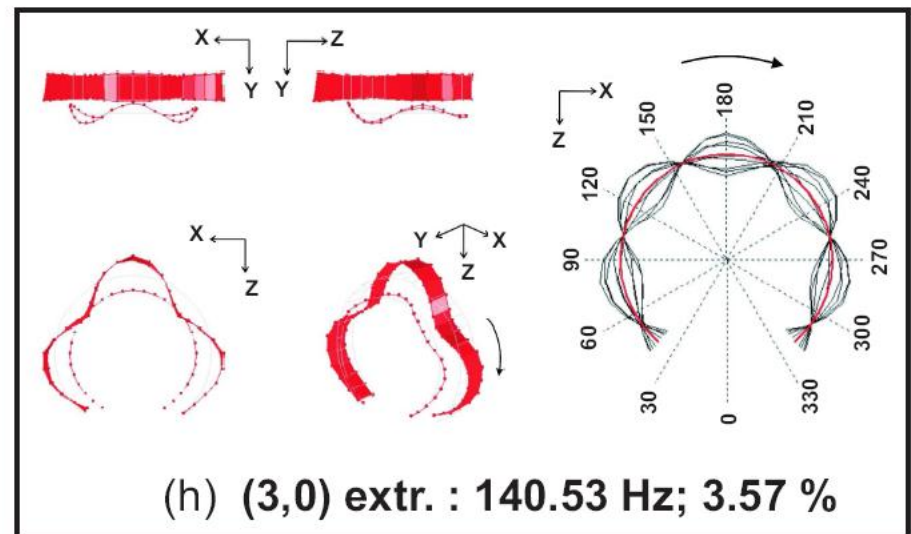 X Z
Y Y
X
Z
Y X
Z
X
Z
180
150 210
120 240
90 270
60 300
30 330
0
(h) (3,0) extr. : 140.53 Hz; 3.57 %